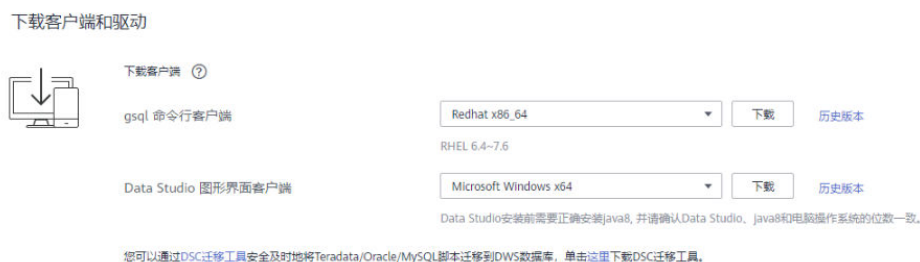 下载客户端和驱动
下载客户端 ?
gsql 命令行客户端 Redhat x86_64 下载 历史版本
RHEL 6.4~7.6
Data Studio 图形界面客户端 Microsoft Windows x64 下载 历史版本
Data Studio安装前需要正确安装java8, 并请确认Data Studio、java8和电脑操作系统的位数一致。
您可以通过DSC迁移工具安全及时地将Teradata/Oracle/MySQL脚本迁移到DWS数据库，单击这里下载DSC迁移工具。